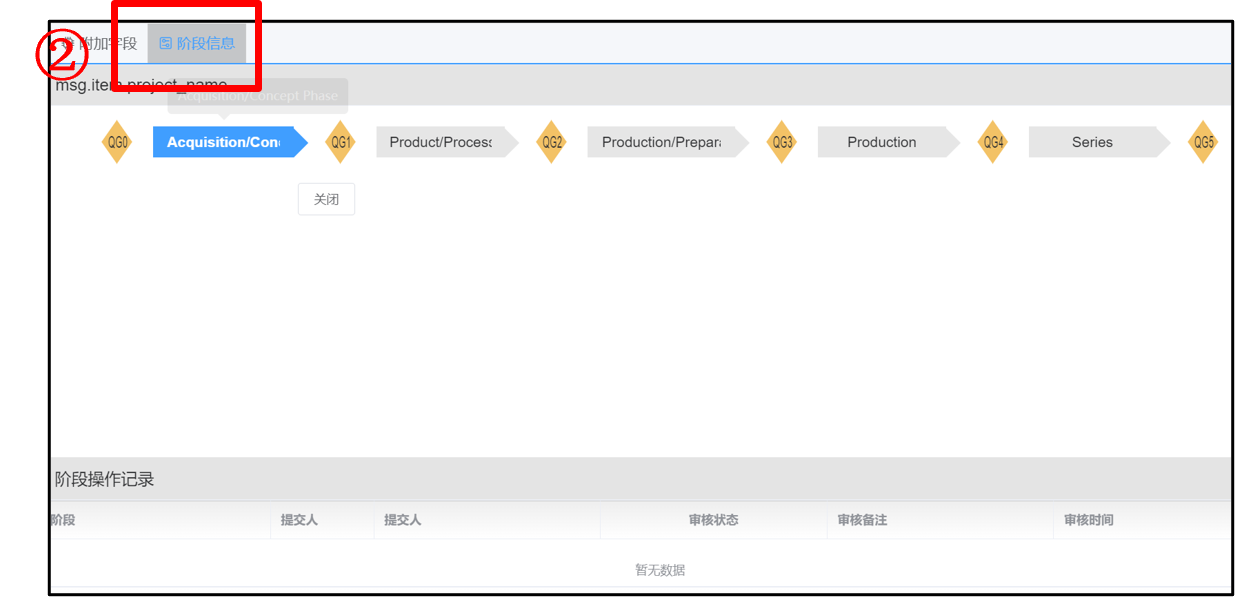 ②
附加字段 阶段信息
msg.item.project_name
Acquisition/Concept Phase
QG0 Acquisition/Con QG1 Product/Process QG2 Production/Prepar QG3 Production QG4 Series QG5
关闭
阶段操作记录
阶段 提交人 提交人 审核状态 审核备注 审核时间
暂无数据